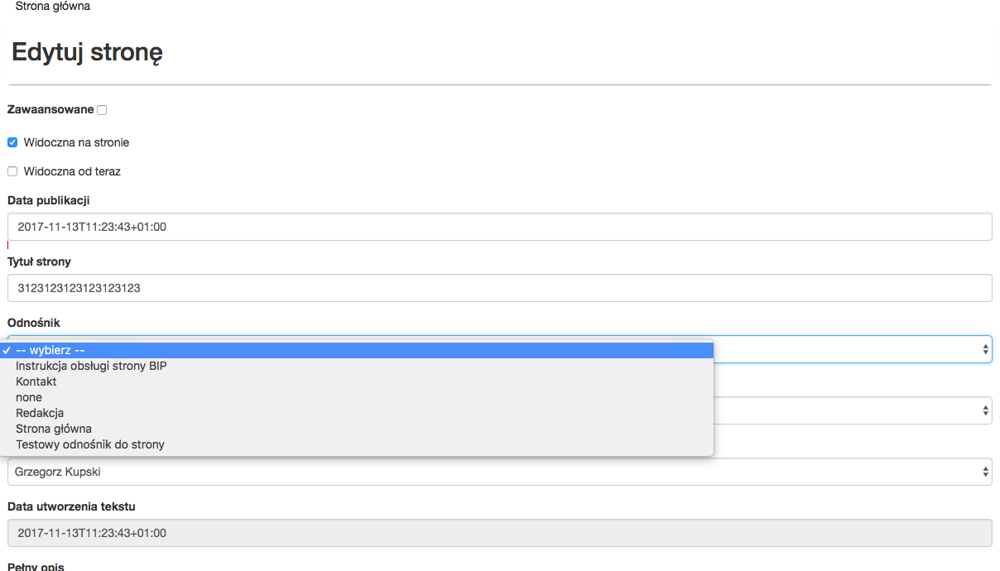 Strona główna
Edytuj stronę
Zawaansowane
Widoczna na stronie
Widoczna od teraz
Data publikacji
2017-11-13T11:23:43+01:00
Tytuł strony
3123123123123123123
Odnośnik
-- wybierz --
Instrukcja obsługi strony BIP
Kontakt
none
Redakcja
Strona główna
Testowy odnośnik do strony
Grzegorz Kupski
Data utworzenia tekstu
2017-11-13T11:23:43+01:00
Pełny opis